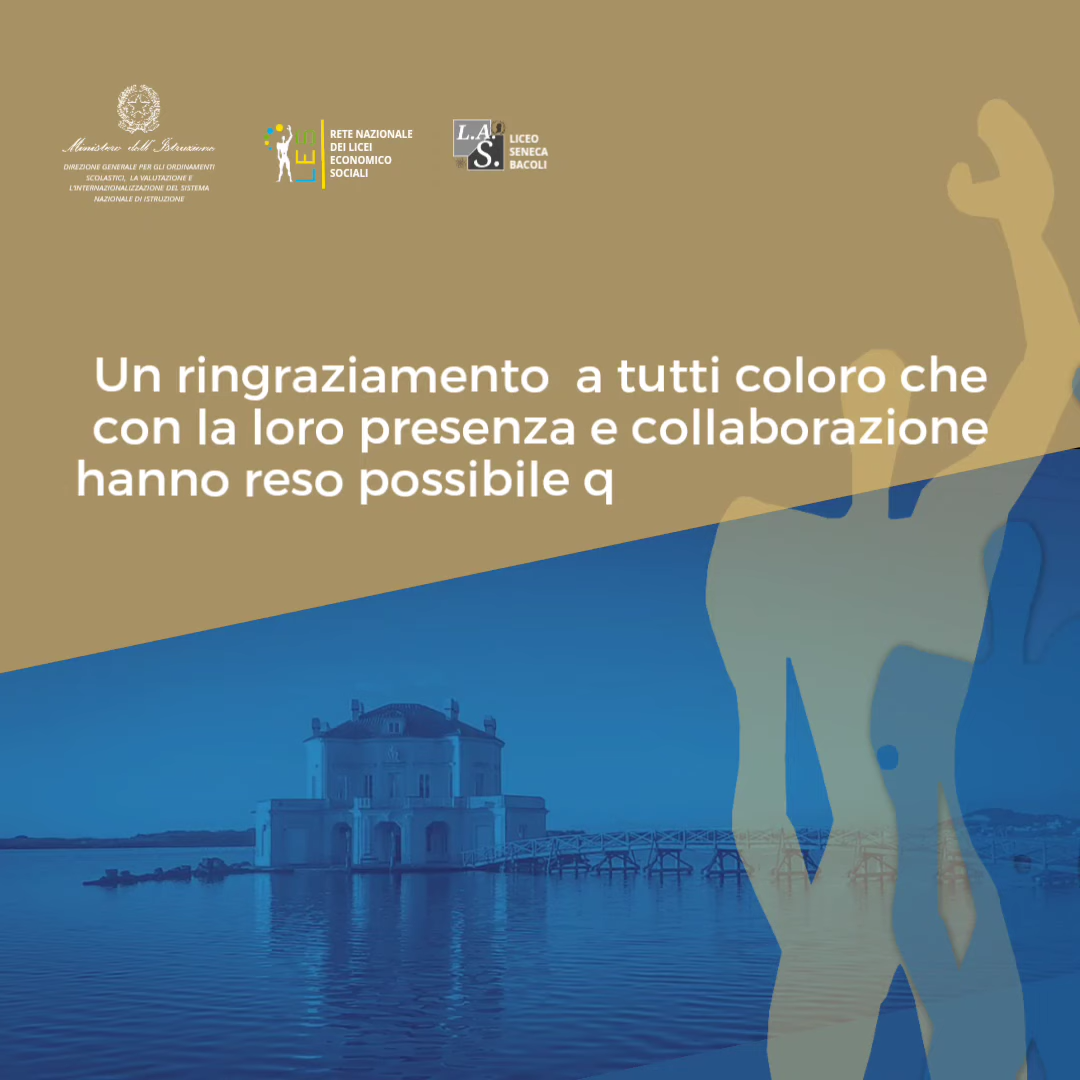 Ministero dell'Istruzione
DIREZIONE GENERALE PER GLI ORDINAMENTI
SCOLASTICI, LA VALUTAZIONE E
L'INTERNAZIONALIZZAZIONE DEL SISTEMA
NAZIONALE DI ISTRUZIONE
LES
RETE NAZIONALE
DEI LICEI
ECONOMICO
SOCIALI
L.A.
S.
LICEO
SENECA
BACOLI
Un ringraziamento a tutti coloro che
con la loro presenza e collaborazione
hanno reso possibile q